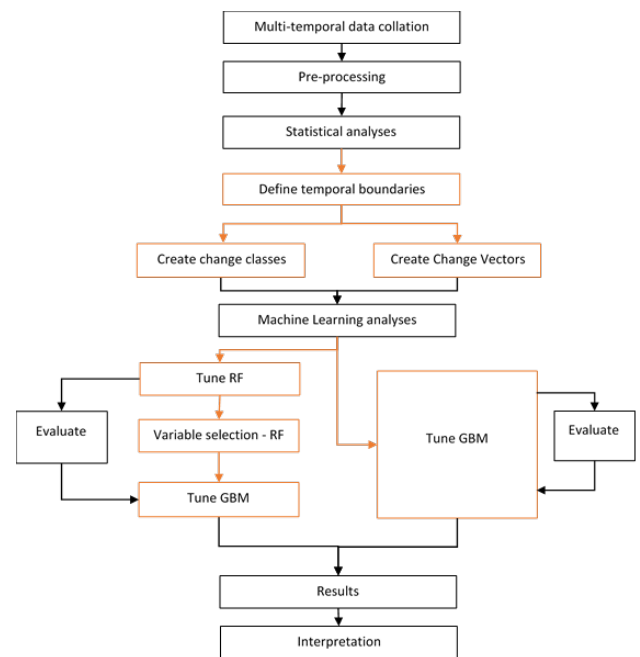 Multi-temporal data collation
Pre-processing
Statistical analyses
Define temporal boundaries
Create change classes
Create Change Vectors
Machine Learning analyses
Tune RF
Evaluate
Variable selection - RF
Tune GBM
Tune GBM
Evaluate
Results
Interpretation